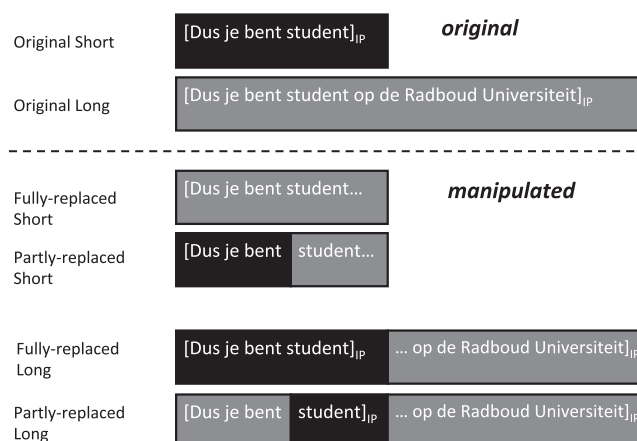 Original Short
[Dus je bent student]IP
original
Original Long
[Dus je bent student op de Radboud Universiteit]IP
Fully-replaced
Short
[Dus je bent student...
manipulated
Partly-replaced
Short
[Dus je bent student...
Fully-replaced
Long
[Dus je bent student]IP ... op de Radboud Universiteit]IP
Partly-replaced
Long
[Dus je bent student]IP ... op de Radboud Universiteit]IP